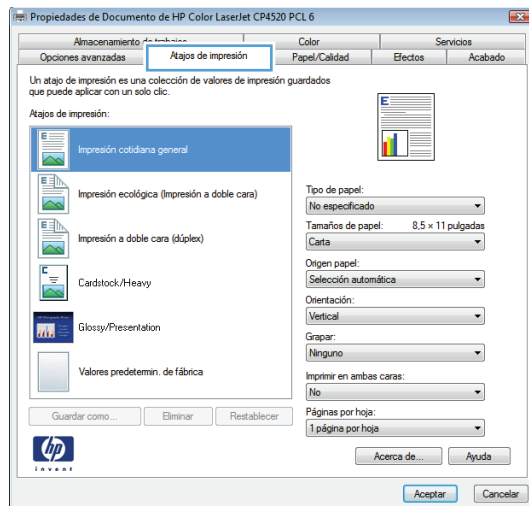 Propiedades de Documento de HP Color LaserJet CP4520 PCL 6
Almacenamiento de trabajos
Color
Servicios
Opciones avanzadas
Atajos de impresión
Papel/Calidad
Efectos
Acabado
Un atajo de impresión es una colección de valores de impresión guardados
que puede aplicar con un solo clic.
Atajos de impresión:
Impresión cotidiana general
Impresión ecológica (Impresión a doble cara)
Impresión a doble cara (dúplex)
Cardstock/Heavy
Glossy/Presentation
Valores predetermin. de fábrica
Guardar como...
Eliminar
Restablecer
E
Tipo de papel:
No especificado
Tamaños de papel: 8,5 × 11 pulgadas
Carta
Origen papel:
Selección automática
Orientación:
Vertical
Grapar:
Ninguno
Imprimir en ambas caras:
No
Páginas por hoja:
1 página por hoja
hp
invent
Acerca de...
Ayuda
Aceptar
Cancelar